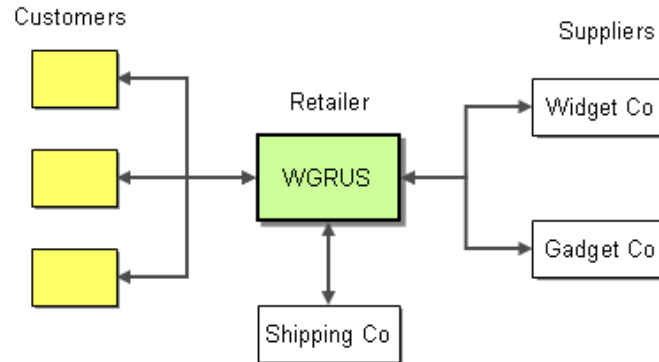 Customers
Suppliers
Retailer
Widget Co
WGRUS
Gadget Co
Shipping Co